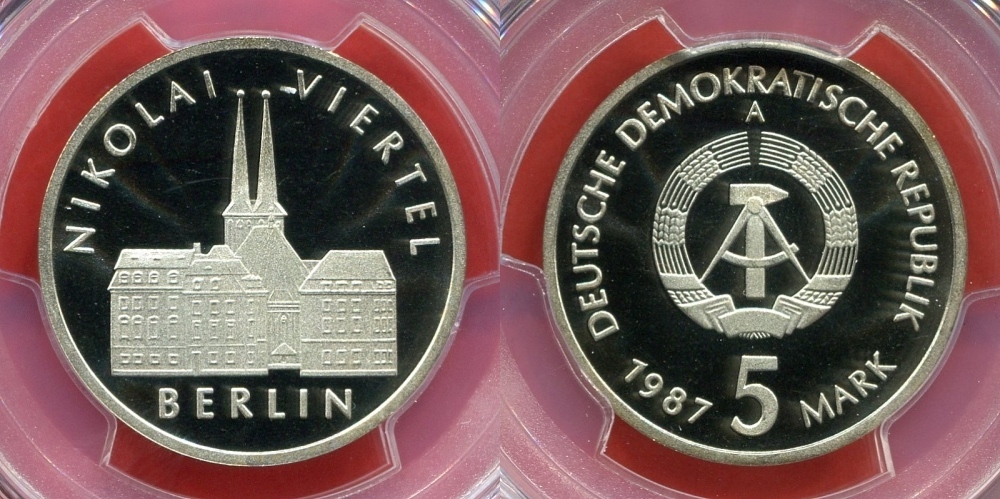 NIKOLAI VIERTEL
BERLIN
DEUTSCHE DEMOKRATISCHE REPUBLIK
A
1987 5 MARK